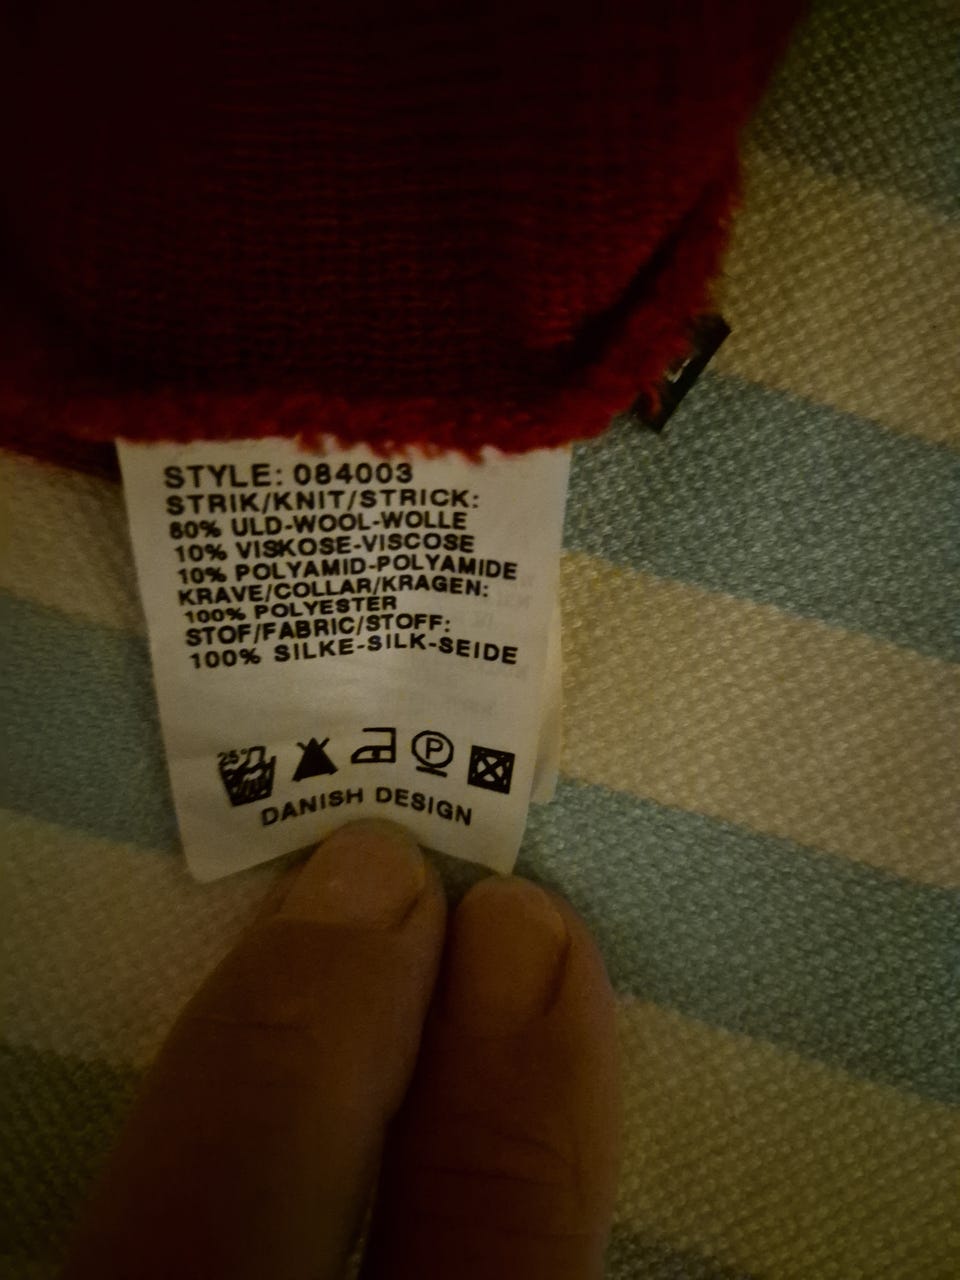 STYLE: 084003
STRIK/KNIT/STRICK:
80% ULD-WOOL-WOLLE
10% VISKOSE-VISCOSE
10% POLYAMID-POLYAMIDE
KRAVE/COLLAR/KRAGEN:
100% POLYESTER
STOF/FABRIC/STOFF:
100% SILKE-SILK-SEIDE
25°
P
DANISH DESIGN